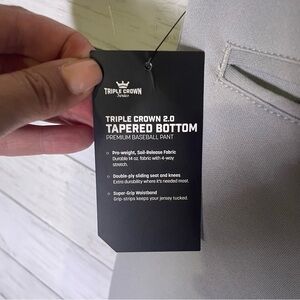 TRIPLE CROWN
Series
TRIPLE CROWN 2.0
TAPERED BOTTOM
PREMIUM BASEBALL PANT
Pro-weight, Soil-Release Fabric
Durable 14 oz. fabric with 4-way
stretch.
Double-ply sliding seat and knees
Extra durability where it's needed most.
Super-Grip Waistband
Grip-strips keeps your jersey tucked.